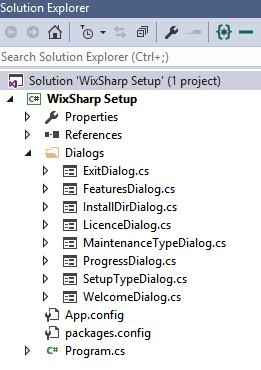 Solution Explorer
Search Solution Explorer (Ctrl+;)
Solution 'WixSharp Setup' (1 project)
C# WixSharp Setup
Properties
References
Dialogs
ExitDialog.cs
FeaturesDialog.cs
InstallDirDialog.cs
LicenceDialog.cs
MaintenanceTypeDialog.cs
ProgressDialog.cs
SetupTypeDialog.cs
WelcomeDialog.cs
App.config
packages.config
C# Program.cs